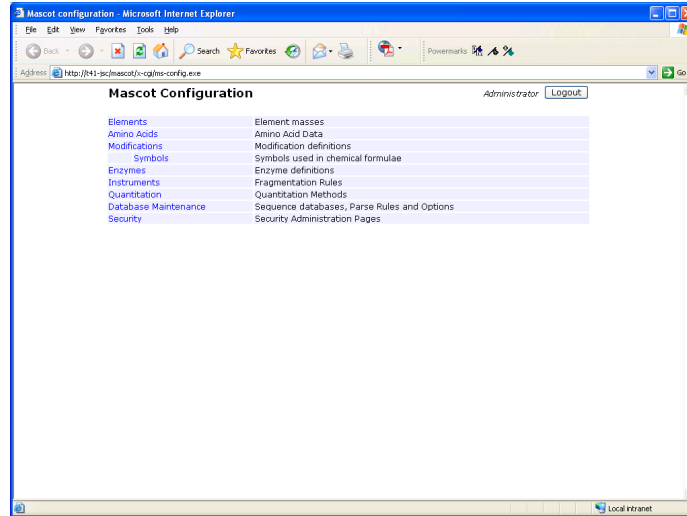 Mascot configuration - Microsoft Internet Explorer
File Edit View Favorites Tools Help
Back Search Favorites Powermarks
Address http://t41-jsc/mascot/x-cgi/ms-config.exe Go
Mascot Configuration Administrator Logout
Elements Element masses
Amino Acids Amino Acid Data
Modifications Modification definitions
Symbols Symbols used in chemical formulae
Enzymes Enzyme definitions
Instruments Fragmentation Rules
Quantitation Quantitation Methods
Database Maintenance Sequence databases, Parse Rules and Options
Security Security Administration Pages
Local intranet